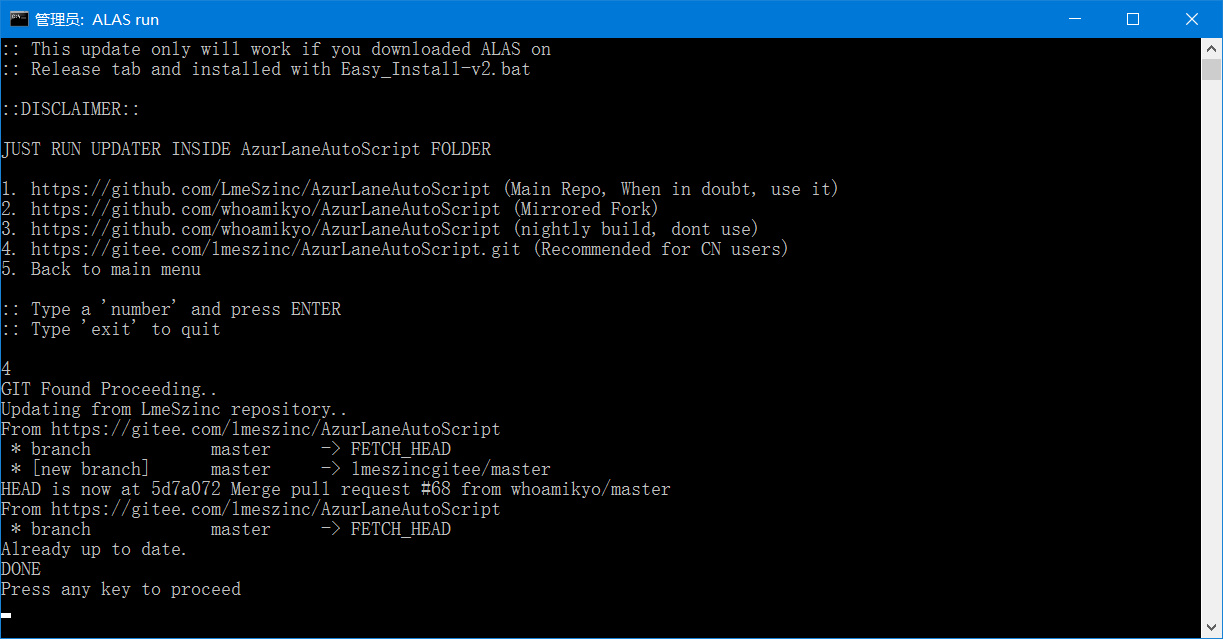 管理员: ALAS run
:: This update only will work if you downloaded ALAS on
:: Release tab and installed with Easy_Install-v2.bat
::DISCLAIMER::
JUST RUN UPDATER INSIDE AzurLaneAutoScript FOLDER
1. https://github.com/LmeSzinc/AzurLaneAutoScript (Main Repo, When in doubt, use it)
2. https://github.com/whoamikyo/AzurLaneAutoScript (Mirrored Fork)
3. https://github.com/whoamikyo/AzurLaneAutoScript (nightly build, dont use)
4. https://gitee.com/lmeszinc/AzurLaneAutoScript.git (Recommended for CN users)
5. Back to main menu
:: Type a 'number' and press ENTER
:: Type 'exit' to quit
4
GIT Found Proceeding..
Updating from LmeSzinc repository..
From https://gitee.com/lmeszinc/AzurLaneAutoScript
 * branch            master     -> FETCH_HEAD
 * [new branch]      master     -> lmeszincgitee/master
HEAD is now at 5d7a072 Merge pull request #68 from whoamikyo/master
From https://gitee.com/lmeszinc/AzurLaneAutoScript
 * branch            master     -> FETCH_HEAD
Already up to date.
DONE
Press any key to proceed